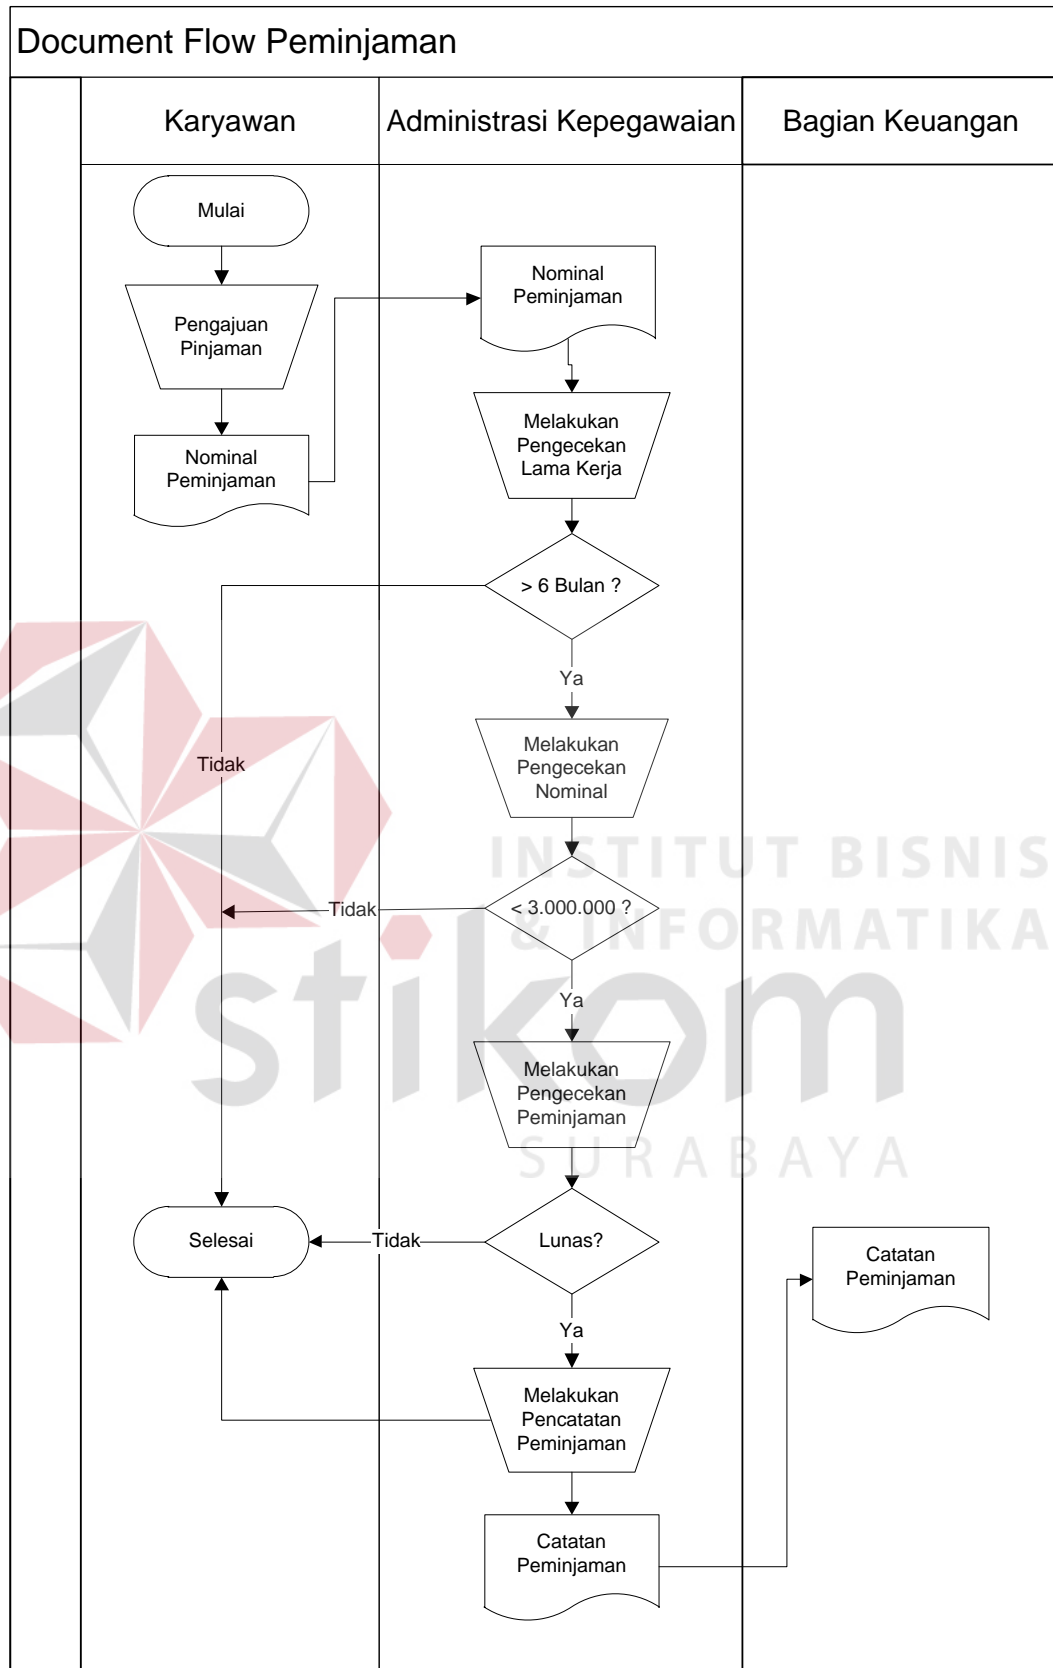 Document Flow Peminjaman
Karyawan
Administrasi Kepegawaian
Bagian Keuangan
Mulai
Pengajuan
Pinjaman
Nominal
Peminjaman
Nominal
Peminjaman
Melakukan
Pengecekan
Lama Kerja
> 6 Bulan ?
Ya
Tidak
Melakukan
Pengecekan
Nominal
< 3.000.000 ?
Tidak
Ya
Melakukan
Pengecekan
Peminjaman
Lunas?
Tidak
Selesai
Ya
Melakukan
Pencatatan
Peminjaman
Catatan
Peminjaman
Catatan
Peminjaman
INSTITUT BISNIS
& INFORMATIKA
stikom
SURABAYA